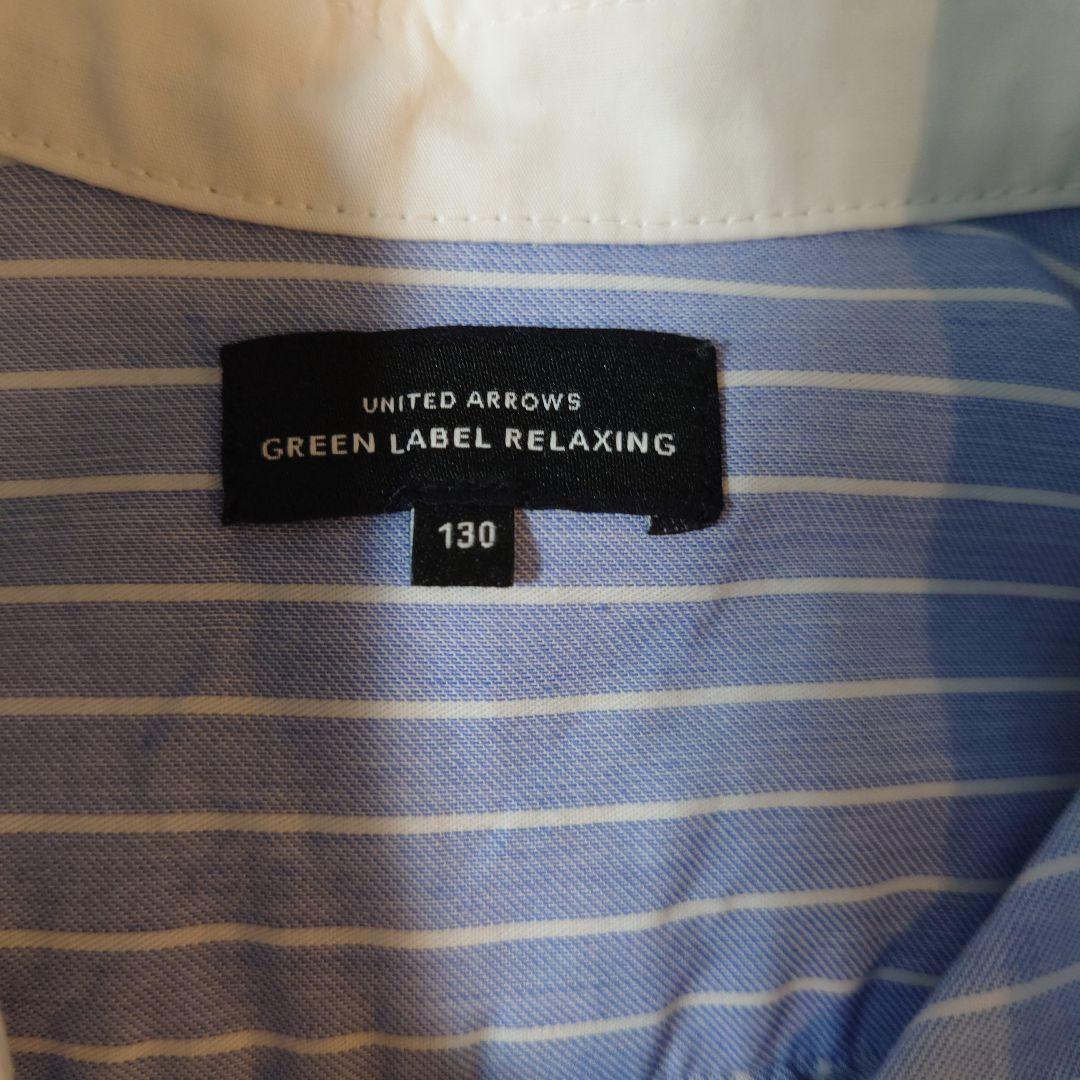 UNITED ARROWS
GREEN LABEL RELAXING
130